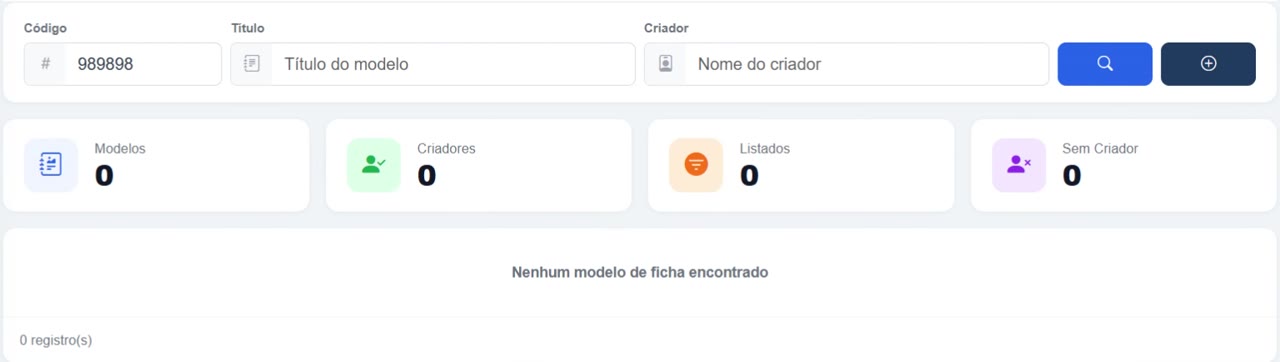 Código
Título
Criador
# 989898
Título do modelo
Nome do criador
Modelos
0
Criadores
0
Listados
0
Sem Criador
0
Nenhum modelo de ficha encontrado
0 registro(s)